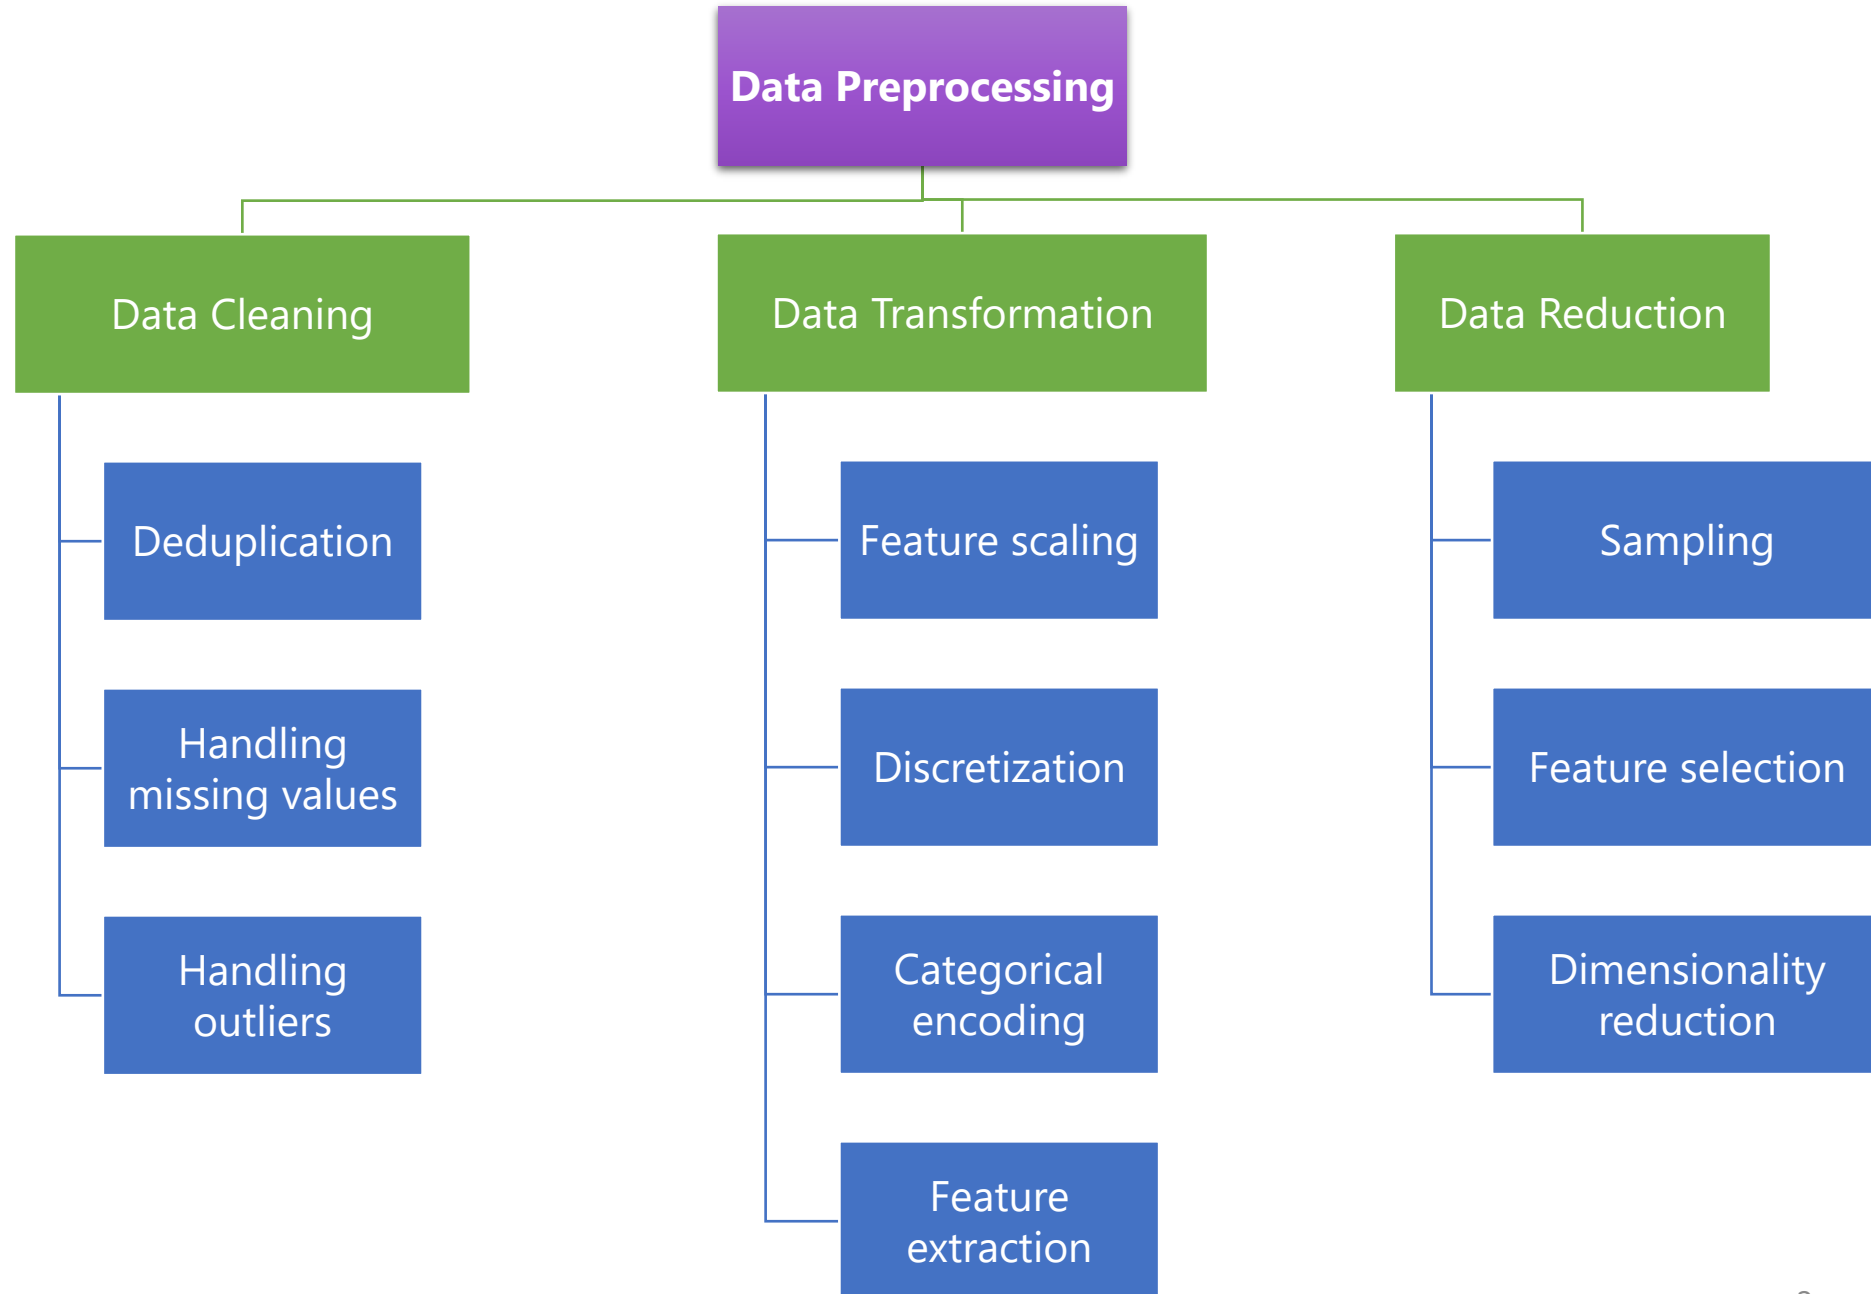 Data Preprocessing
Data Cleaning
Deduplication
Handling
missing values
Handling
outliers
Data Transformation
Feature scaling
Discretization
Categorical
encoding
Feature
extraction
Data Reduction
Sampling
Feature selection
Dimensionality
reduction